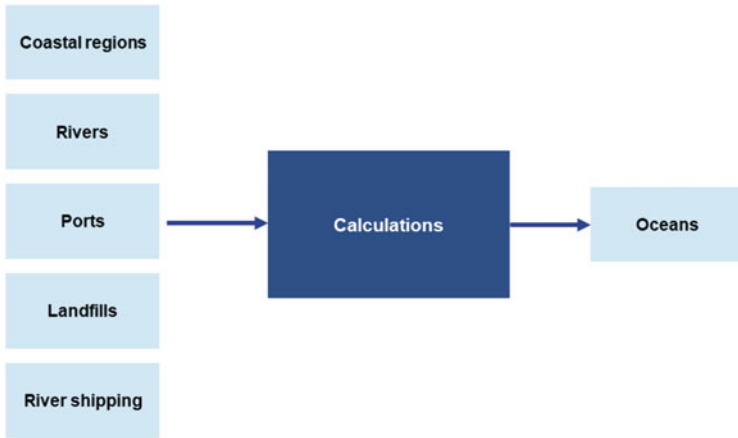 Coastal regions
Rivers
Ports
Landfills
River shipping
Calculations
Oceans